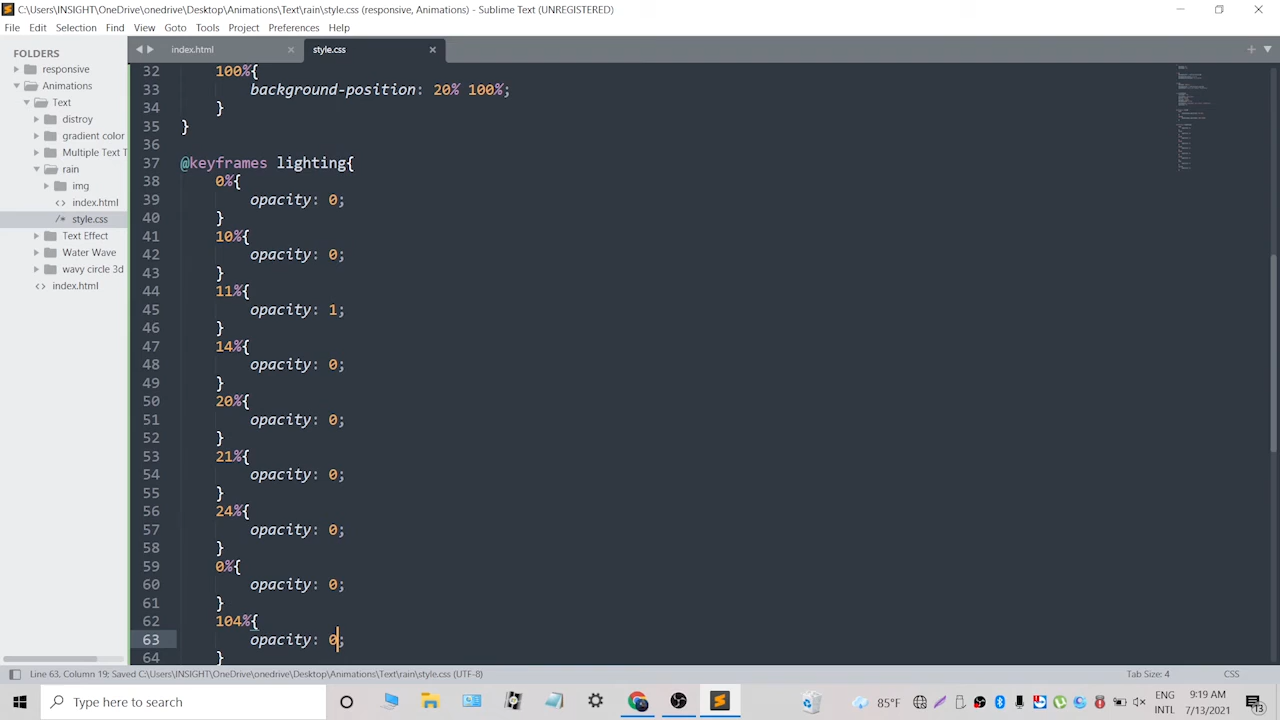 C:\Users\INSIGHT\OneDrive\onedrive\Desktop\Animations\Text\rain\style.css (responsive, Animations) - Sublime Text (UNREGISTERED)
File Edit Selection Find View Goto Tools Project Preferences Help
FOLDERS
responsive
Animations
Text
distroy
gradient color
Multiple Text T
rain
img
index.html
style.css
Text Effect
Water Wave
wavy circle 3d
index.html
index.html style.css
32 100%{
33 background-position: 20% 100%;
34 }
35 }
36
37 @keyframes lighting{
38 0%{
39 opacity: 0;
40 }
41 10%{
42 opacity: 0;
43 }
44 11%{
45 opacity: 1;
46 }
47 14%{
48 opacity: 0;
49 }
50 20%{
51 opacity: 0;
52 }
53 21%{
54 opacity: 0;
55 }
56 24%{
57 opacity: 0;
58 }
59 0%{
60 opacity: 0;
61 }
62 104%{
63 opacity: 0;
64 }
Line 63, Column 19; Saved C:\Users\INSIGHT\OneDrive\onedrive\Desktop\Animations\Text\rain\style.css (UTF-8) Tab Size: 4 CSS
Type here to search 85°F ENG 9:19 AM
INTL 7/13/2021 13